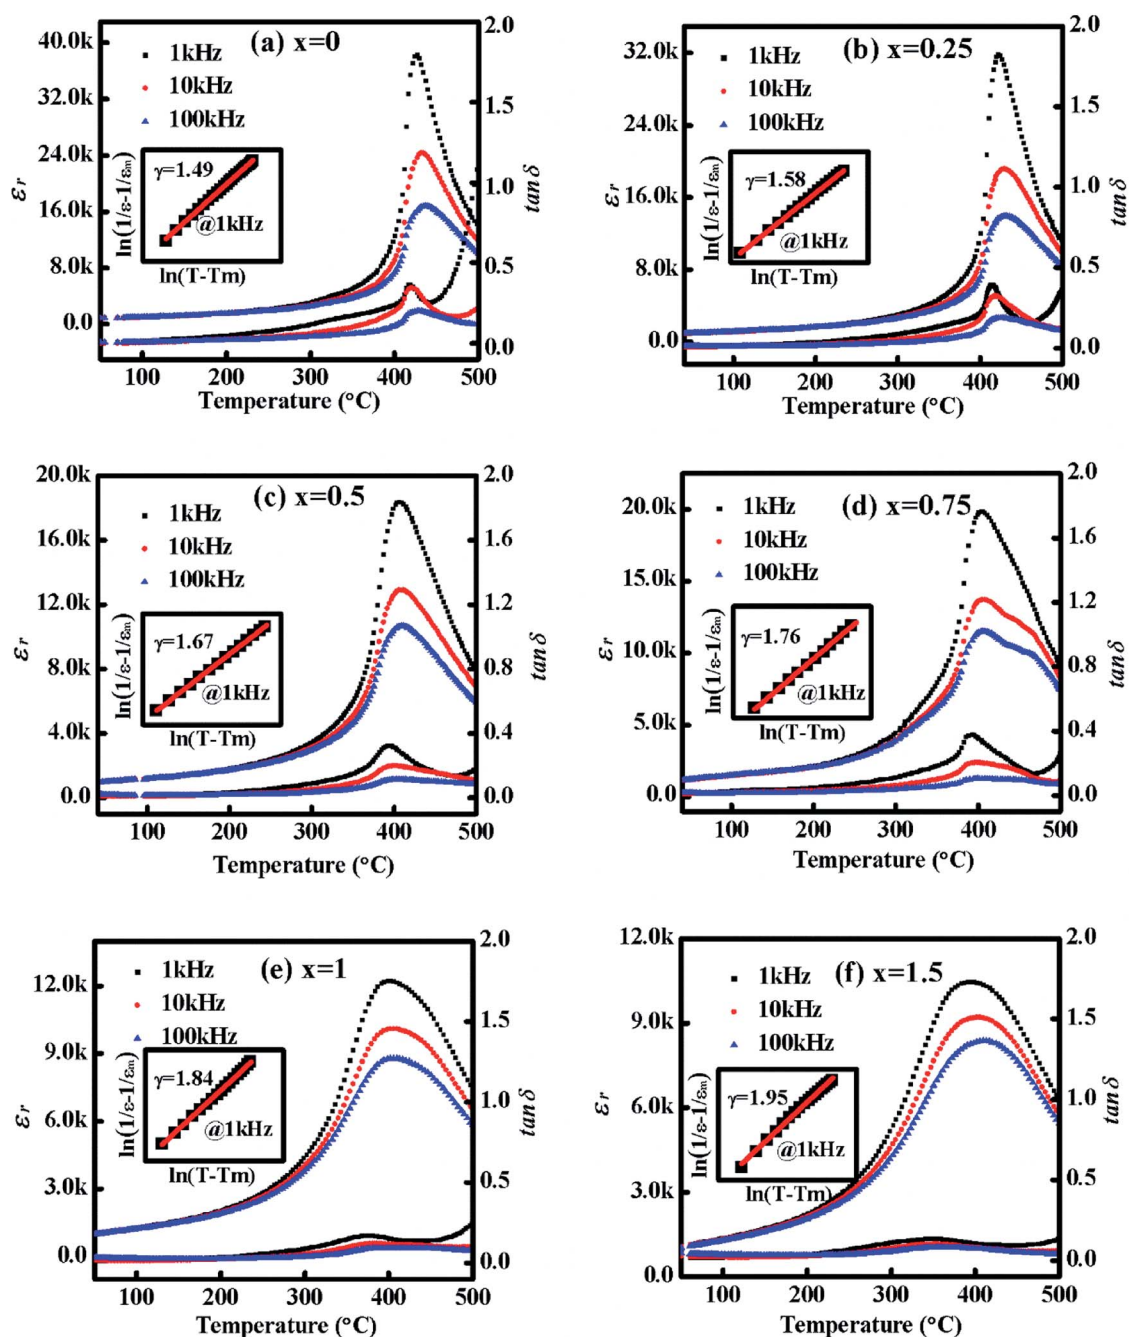 (a) x=0
1kHz
10kHz
100kHz
γ=1.49
@1kHz
ln(1/ε-1/εm)
ln(T-Tm)
40.0k
32.0k
24.0k
16.0k
8.0k
0.0
εr
2.0
1.5
1.0
0.5
0.0
tan δ
100 200 300 400 500
Temperature (°C)
(b) x=0.25
1kHz
10kHz
100kHz
γ=1.58
@1kHz
ln(1/ε-1/εm)
ln(T-Tm)
32.0k
24.0k
16.0k
8.0k
0.0
εr
2.0
1.5
1.0
0.5
0.0
tan δ
100 200 300 400 500
Temperature (°C)
(c) x=0.5
1kHz
10kHz
100kHz
γ=1.67
@1kHz
ln(1/ε-1/εm)
ln(T-Tm)
20.0k
16.0k
12.0k
8.0k
4.0k
0.0
εr
2.0
1.6
1.2
0.8
0.4
0.0
tan δ
100 200 300 400 500
Temperature (°C)
(d) x=0.75
1kHz
10kHz
100kHz
γ=1.76
@1kHz
ln(1/ε-1/εm)
ln(T-Tm)
20.0k
15.0k
10.0k
5.0k
0.0
εr
2.0
1.6
1.2
0.8
0.4
0.0
tan δ
100 200 300 400 500
Temperature (°C)
(e) x=1
1kHz
10kHz
100kHz
γ=1.84
@1kHz
ln(1/ε-1/εm)
ln(T-Tm)
12.0k
9.0k
6.0k
3.0k
0.0
εr
2.0
1.5
1.0
0.5
0.0
tan δ
100 200 300 400 500
Temperature (°C)
(f) x=1.5
1kHz
10kHz
100kHz
γ=1.95
@1kHz
ln(1/ε-1/εm)
ln(T-Tm)
12.0k
9.0k
6.0k
3.0k
0.0
εr
2.0
1.5
1.0
0.5
0.0
tan δ
100 200 300 400 500
Temperature (°C)